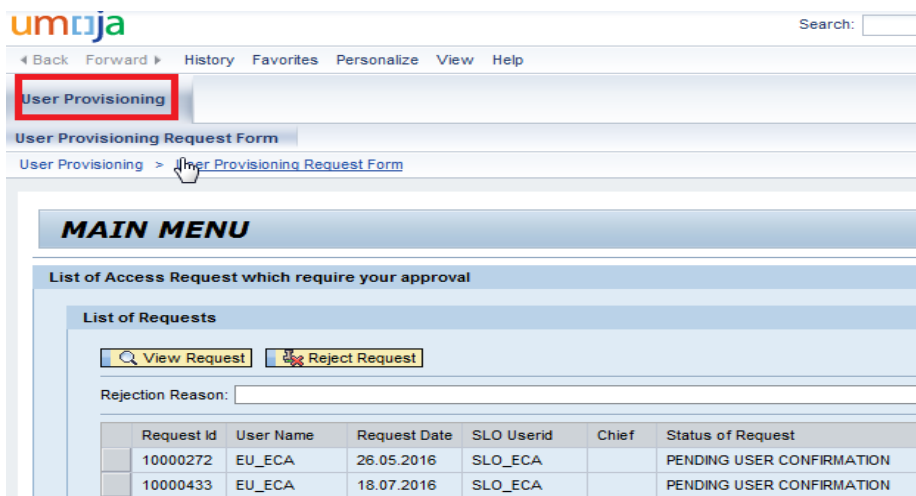 umoja
Search:
Back Forward History Favorites Personalize View Help
User Provisioning
User Provisioning Request Form
User Provisioning > User Provisioning Request Form
MAIN MENU
List of Access Request which require your approval
List of Requests
View Request Reject Request
Rejection Reason:
Request Id User Name Request Date SLO Userid Chief Status of Request
10000272 EU_ECA 26.05.2016 SLO_ECA PENDING USER CONFIRMATION
10000433 EU_ECA 18.07.2016 SLO_ECA PENDING USER CONFIRMATION